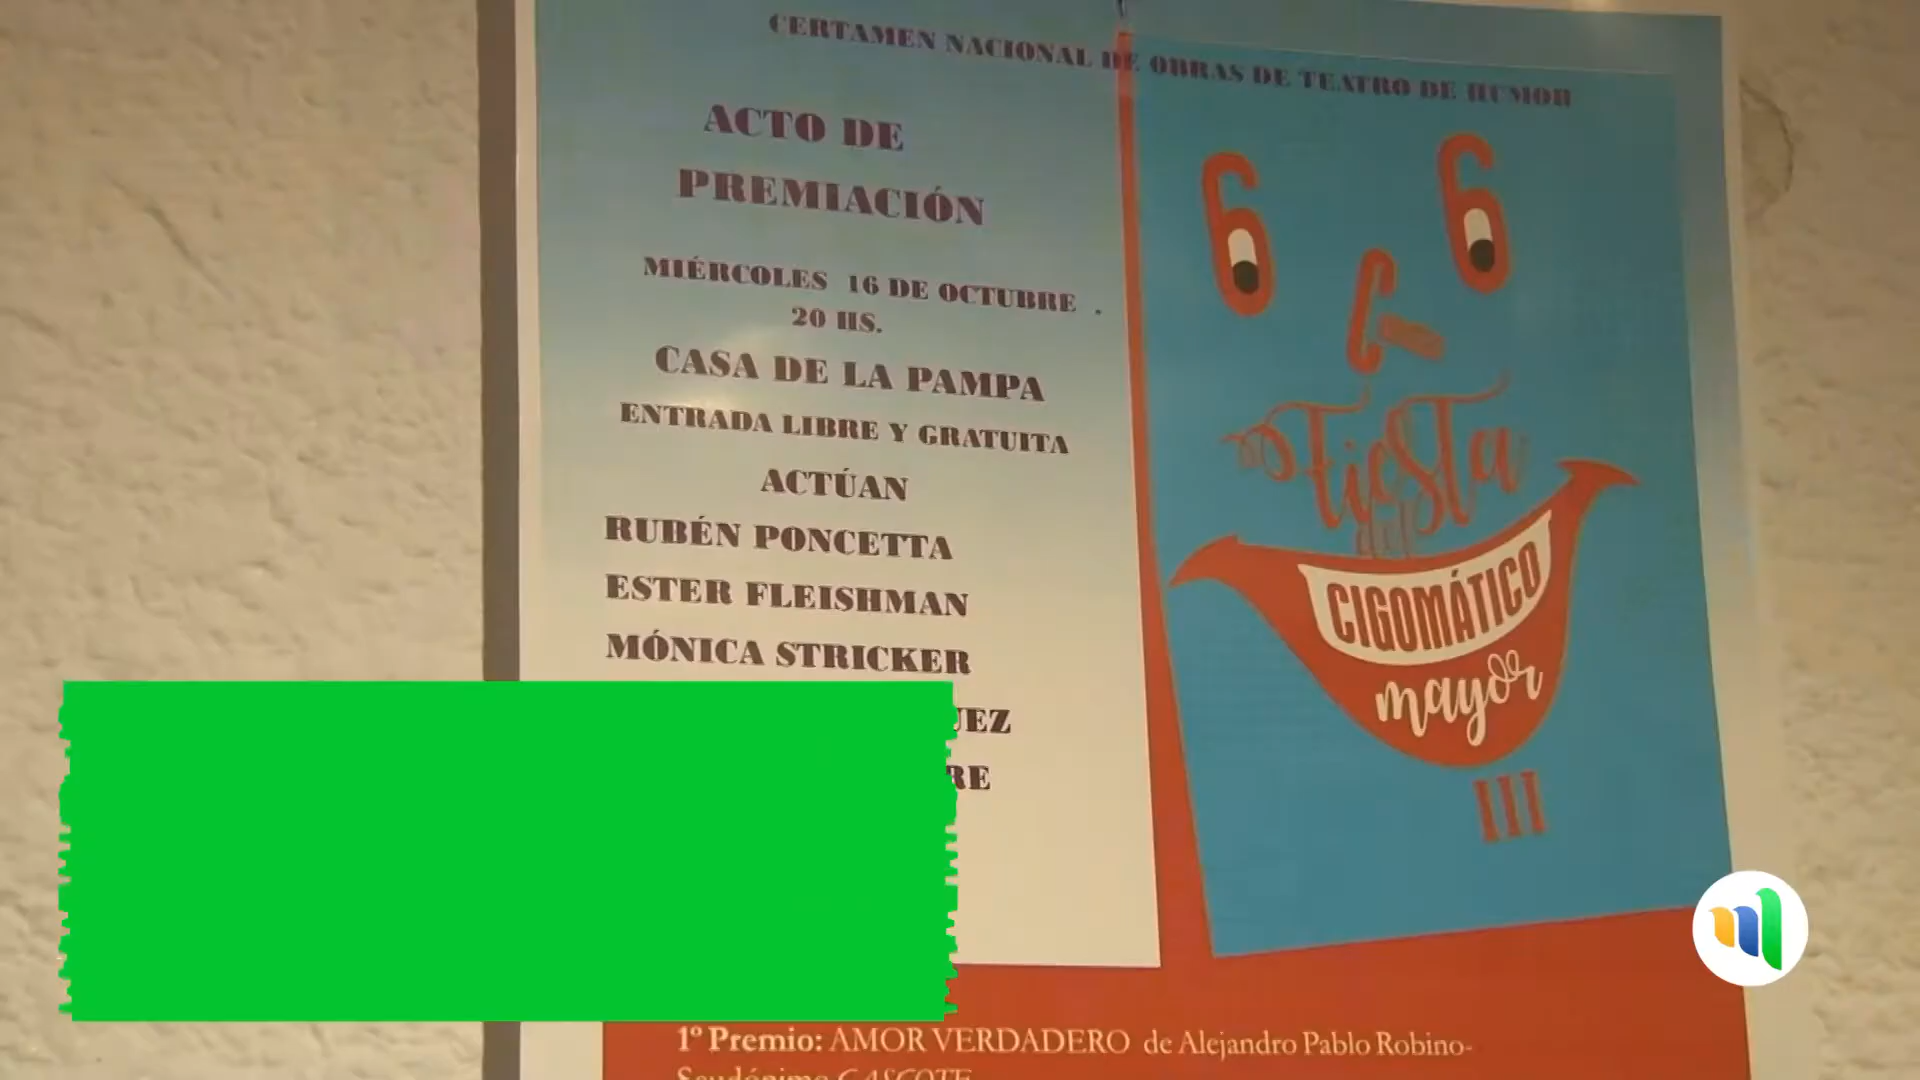 CERTAMEN NACIONAL DE OBRAS DE TEATRO DE HUMOR
ACTO DE
PREMIACIÓN
MIÉRCOLES 16 DE OCTUBRE .
20 HS.
CASA DE LA PAMPA
ENTRADA LIBRE Y GRATUITA
ACTÚAN
RUBÉN PONCETTA
ESTER FLEISHMAN
MÓNICA STRICKER
Fiesta
del
CIGOMÁTICO
mayor
III
1º Premio: AMOR VERDADERO de Alejandro Pablo Robino-